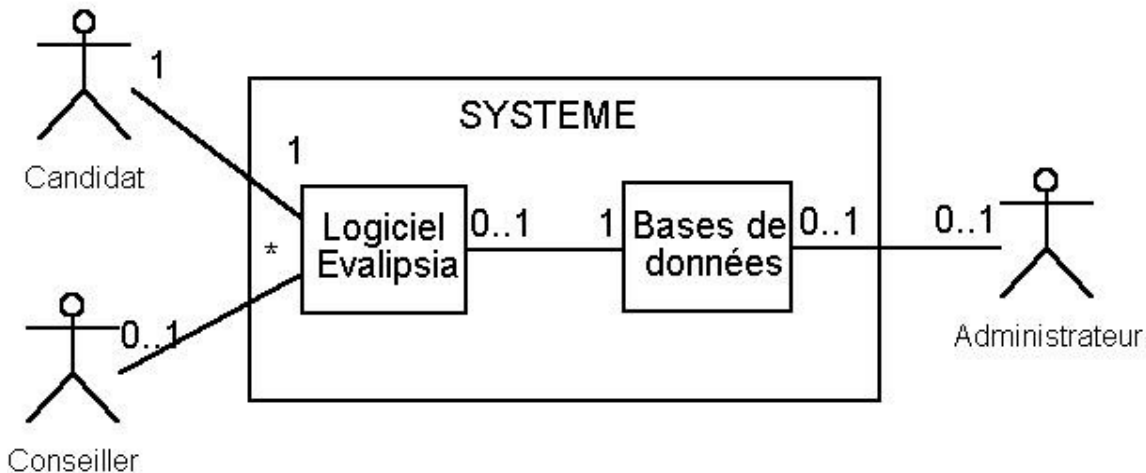 1
Candidat
SYSTEME
1
Logiciel
Evalipsia
0..1
1
Bases de
données
0..1
0..1
Administrateur
*
0..1
Conseiller